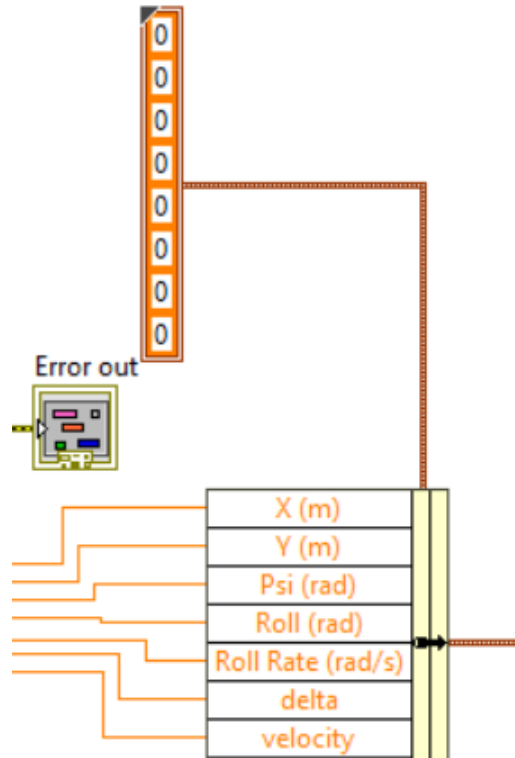 0
0
0
0
0
0
0
0
Error out
X (m)
Y (m)
Psi (rad)
Roll (rad)
Roll Rate (rad/s)
delta
velocity